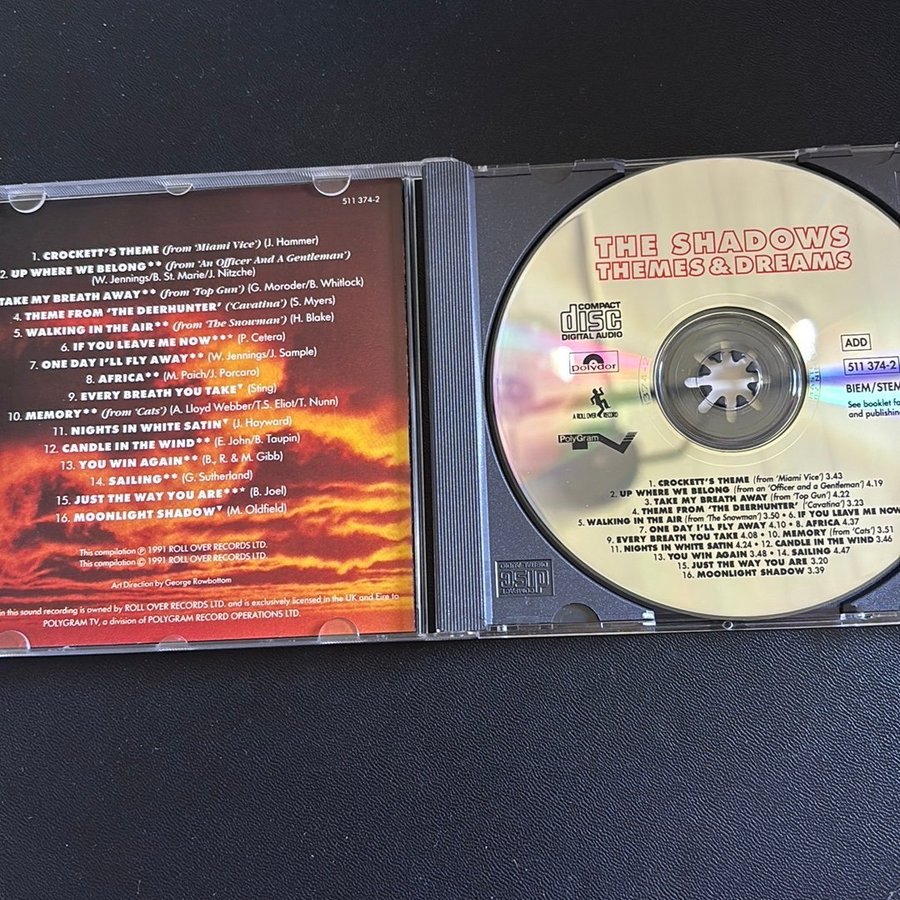 511 374-2
1. CROCKETT'S THEME (from 'Miami Vice') (J. Hammer)
2. UP WHERE WE BELONG** (from 'An Officer And A Gentleman')
(W. Jennings/B. St. Marie/J. Nitzche)
TAKE MY BREATH AWAY** (from 'Top Gun') (G. Moroder/B. Whitlock)
4. THEME FROM 'THE DEERHUNTER' ('Cavatina') (S. Myers)
5. WALKING IN THE AIR** (from 'The Snowman') (H. Blake)
6. IF YOU LEAVE ME NOW*** (P. Cetera)
7. ONE DAY I'LL FLY AWAY** (W. Jennings/J. Sample)
8. AFRICA** (M. Paich/J. Porcaro)
9. EVERY BREATH YOU TAKE▼ (Sting)
10. MEMORY** (from 'Cats') (A. Lloyd Webber/T.S. Eliot/T. Nunn)
11. NIGHTS IN WHITE SATIN▼ (J. Hayward)
12. CANDLE IN THE WIND** (E. John/B. Taupin)
13. YOU WIN AGAIN** (B., R. & M. Gibb)
14. SAILING** (G. Sutherland)
15. JUST THE WAY YOU ARE*** (B. Joel)
16. MOONLIGHT SHADOW▼ (M. Oldfield)
This compilation ℗ 1991 ROLL OVER RECORDS LTD.
This compilation © 1991 ROLL OVER RECORDS LTD.
Art Direction by George Rowbottom
in this sound recording is owned by ROLL OVER RECORDS LTD. and is exclusively licensed in the UK and Eire to
POLYGRAM TV, a division of POLYGRAM RECORD OPERATIONS LTD.
THE SHADOWS
THEMES & DREAMS
COMPACT
disc
DIGITAL AUDIO
Polydor
A ROLL OVER RECORD
PolyGram TV
ADD
511 374-2
BIEM/STEM
See booklet
and publishing
1. CROCKETT'S THEME (from 'Miami Vice') 3.43
2. UP WHERE WE BELONG (from an 'Officer and a Gentleman') 4.19
3. TAKE MY BREATH AWAY (from 'Top Gun') 4.22
4. THEME FROM 'THE DEERHUNTER' ('Cavatina') 3.23
5. WALKING IN THE AIR (from 'The Snowman') 3.50 • 6. IF YOU LEAVE ME NOW
7. ONE DAY I'LL FLY AWAY 4.10 • 8. AFRICA 4.37
9. EVERY BREATH YOU TAKE 4.08 • 10. MEMORY (from 'Cats') 3.51
11. NIGHTS IN WHITE SATIN 4.24 • 12. CANDLE IN THE WIND 3.46
13. YOU WIN AGAIN 3.48 • 14. SAILING 4.47
15. JUST THE WAY YOU ARE 3.20
16. MOONLIGHT SHADOW 3.39
COMPACT
disc
DIGITAL AUDIO